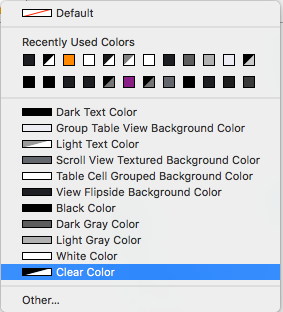 Default
Recently Used Colors
Dark Text Color
Group Table View Background Color
Light Text Color
Scroll View Textured Background Color
Table Cell Grouped Background Color
View Flipside Background Color
Black Color
Dark Gray Color
Light Gray Color
White Color
Clear Color
Other...